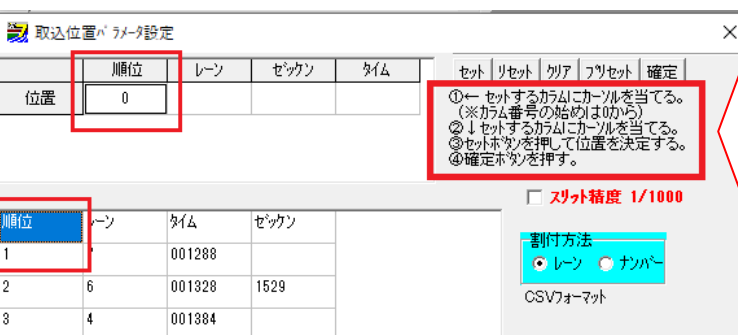 取込位置ﾊﾟﾗﾒｰﾀ設定
順位 ﾚｰﾝ ｾﾞｯｹﾝ ﾀｲﾑ
位置 0
ｾｯﾄ ﾘｾｯﾄ ｸﾘｱ ﾌﾟﾘｾｯﾄ 確定
①← ｾｯﾄするｶﾗﾑにｶｰｿﾙを当てる。
(※ｶﾗﾑ番号の始めは0から)
②↓ｾｯﾄするｶﾗﾑにｶｰｿﾙを当てる。
③ｾｯﾄﾎﾞﾀﾝを押して位置を決定する。
④確定ﾎﾞﾀﾝを押す。
ｽﾘｯﾄ精度 1/1000
順位 ﾚｰﾝ ﾀｲﾑ ｾﾞｯｹﾝ
1 001288
2 6 001328 1529
3 4 001384
割付方法
ﾚｰﾝ ﾅﾝﾊﾞｰ
CSVﾌｫｰﾏｯﾄ